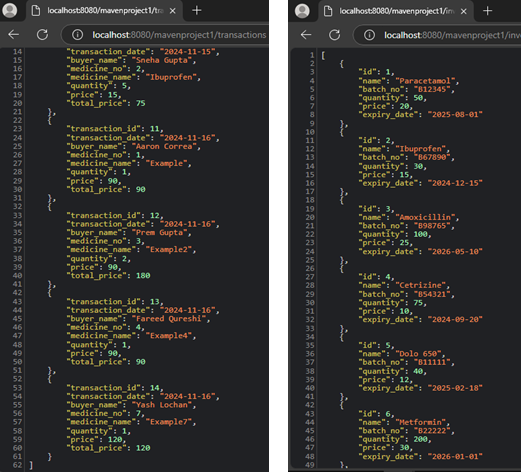 localhost:8080/mavenproject1/tra
localhost:8080/mavenproject1/transactions
14 "transaction_date": "2024-11-15",
15 "buyer_name": "Sneha Gupta",
16 "medicine_no": 2,
17 "medicine_name": "Ibuprofen",
18 "quantity": 5,
19 "price": 15,
20 "total_price": 75
21 },
22 {
23 "transaction_id": 11,
24 "transaction_date": "2024-11-16",
25 "buyer_name": "Aaron Correa",
26 "medicine_no": 1,
27 "medicine_name": "Example",
28 "quantity": 1,
29 "price": 90,
30 "total_price": 90
31 },
32 {
33 "transaction_id": 12,
34 "transaction_date": "2024-11-16",
35 "buyer_name": "Prem Gupta",
36 "medicine_no": 3,
37 "medicine_name": "Example2",
38 "quantity": 2,
39 "price": 90,
40 "total_price": 180
41 },
42 {
43 "transaction_id": 13,
44 "transaction_date": "2024-11-16",
45 "buyer_name": "Fareed Qureshi",
46 "medicine_no": 4,
47 "medicine_name": "Example4",
48 "quantity": 1,
49 "price": 90,
50 "total_price": 90
51 },
52 {
53 "transaction_id": 14,
54 "transaction_date": "2024-11-16",
55 "buyer_name": "Yash Lochan",
56 "medicine_no": 7,
57 "medicine_name": "Example7",
58 "quantity": 1,
59 "price": 120,
60 "total_price": 120
61 }
62 ]
localhost:8080/mavenproject1/inv
localhost:8080/mavenproject1/inve
1 [
2 {
3 "id": 1,
4 "name": "Paracetamol",
5 "batch_no": "B12345",
6 "quantity": 50,
7 "price": 20,
8 "expiry_date": "2025-08-01"
9 },
10 {
11 "id": 2,
12 "name": "Ibuprofen",
13 "batch_no": "B67890",
14 "quantity": 30,
15 "price": 15,
16 "expiry_date": "2024-12-15"
17 },
18 {
19 "id": 3,
20 "name": "Amoxicillin",
21 "batch_no": "B98765",
22 "quantity": 100,
23 "price": 25,
24 "expiry_date": "2026-05-10"
25 },
26 {
27 "id": 4,
28 "name": "Cetrizine",
29 "batch_no": "B54321",
30 "quantity": 75,
31 "price": 10,
32 "expiry_date": "2024-09-20"
33 },
34 {
35 "id": 5,
36 "name": "Dolo 650",
37 "batch_no": "B11111",
38 "quantity": 40,
39 "price": 12,
40 "expiry_date": "2025-02-18"
41 },
42 {
43 "id": 6,
44 "name": "Metformin",
45 "batch_no": "B22222",
46 "quantity": 200,
47 "price": 30,
48 "expiry_date": "2026-01-01"
49 },